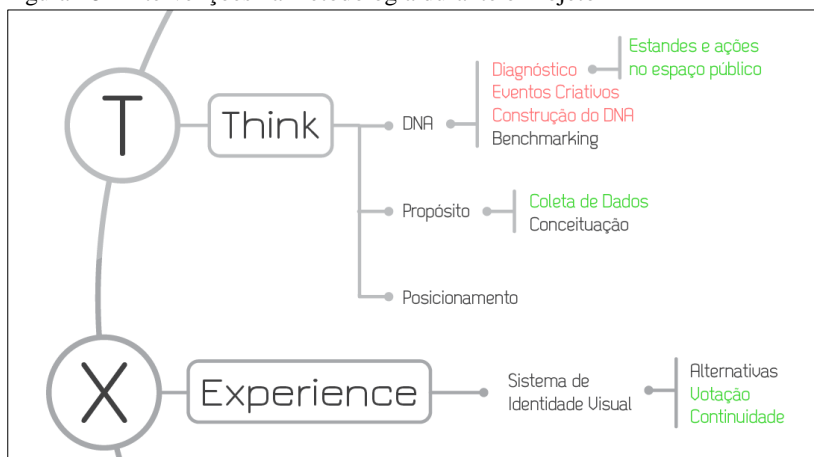 T
Think
DNA
Diagnóstico
Eventos Criativos
Construção do DNA
Benchmarking
Estandes e ações
no espaço público
Propósito
Coleta de Dados
Conceituação
Posicionamento
X
Experience
Sistema de
Identidade Visual
Alternativas
Votação
Continuidade